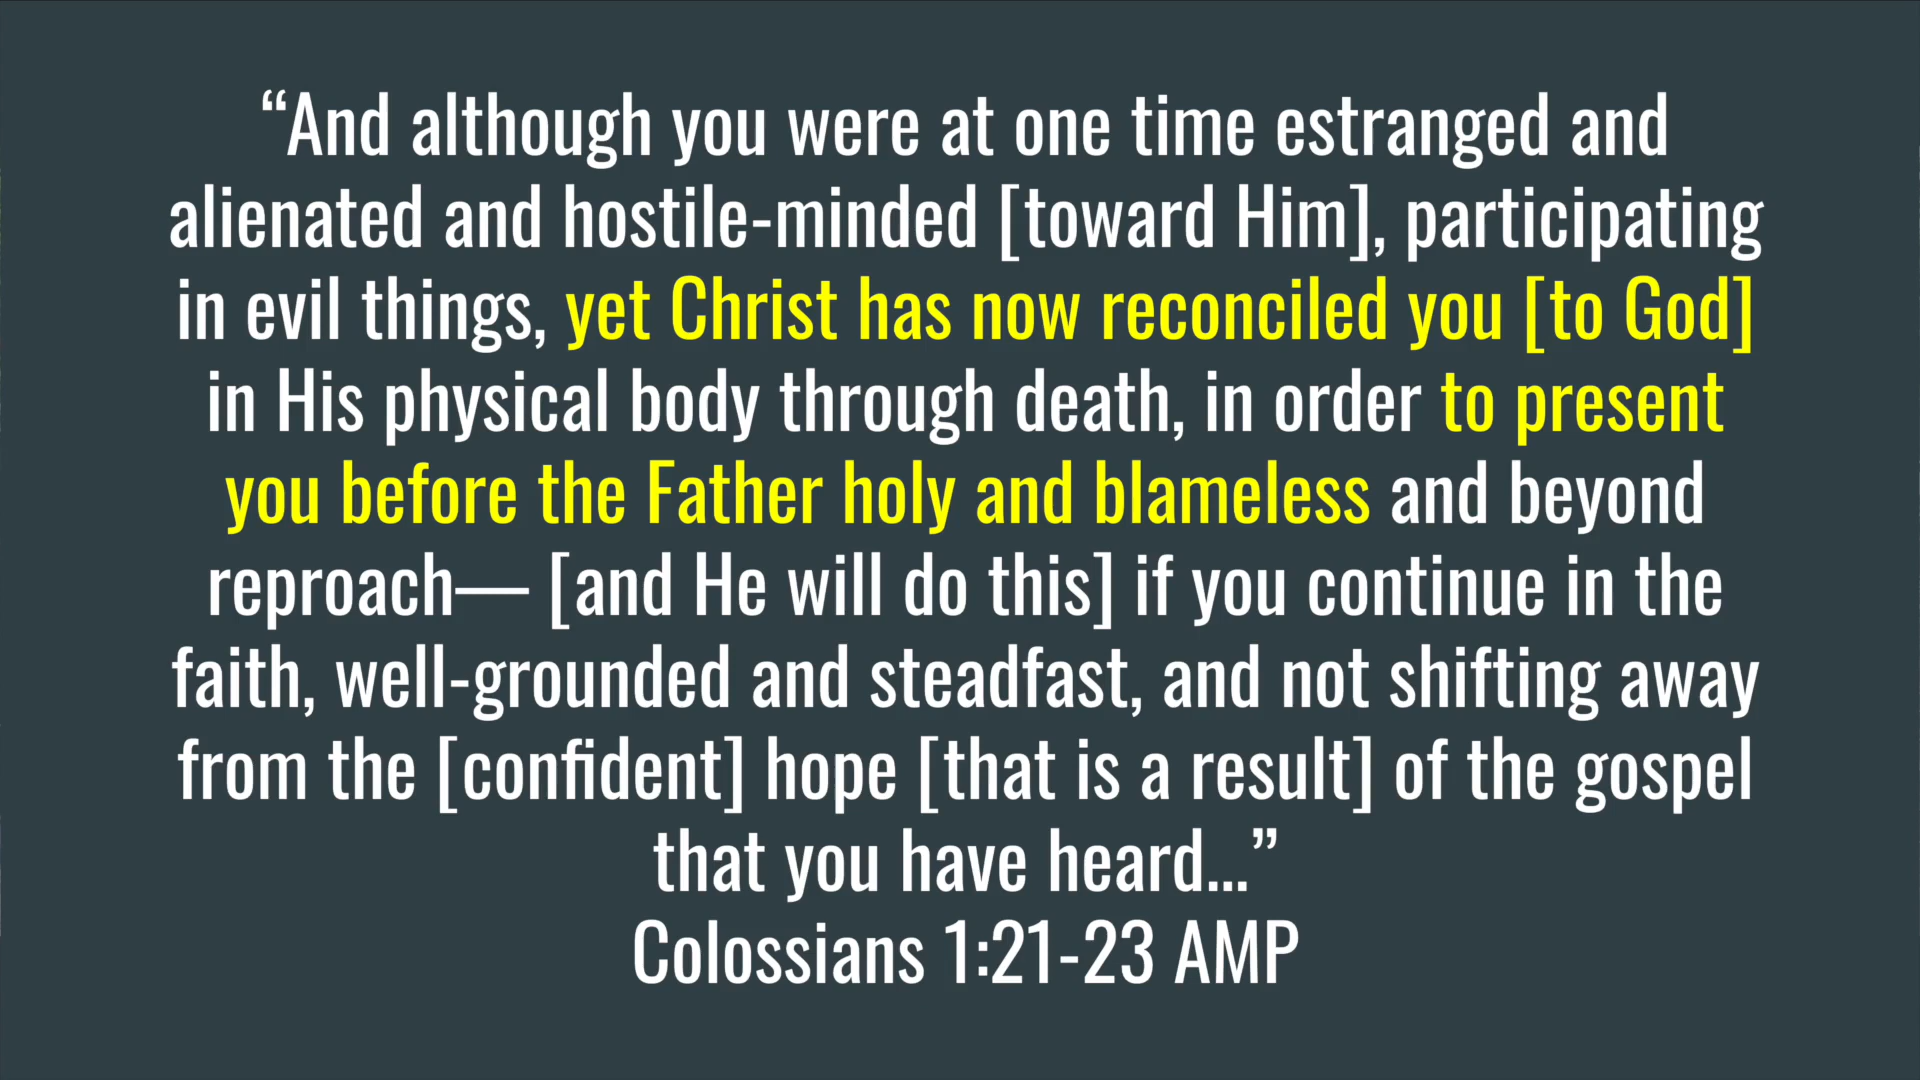 “And although you were at one time estranged and
alienated and hostile-minded [toward Him], participating
in evil things, yet Christ has now reconciled you [to God]
in His physical body through death, in order to present
you before the Father holy and blameless and beyond
reproach— [and He will do this] if you continue in the
faith, well-grounded and steadfast, and not shifting away
from the [confident] hope [that is a result] of the gospel
that you have heard...”
Colossians 1:21-23 AMP